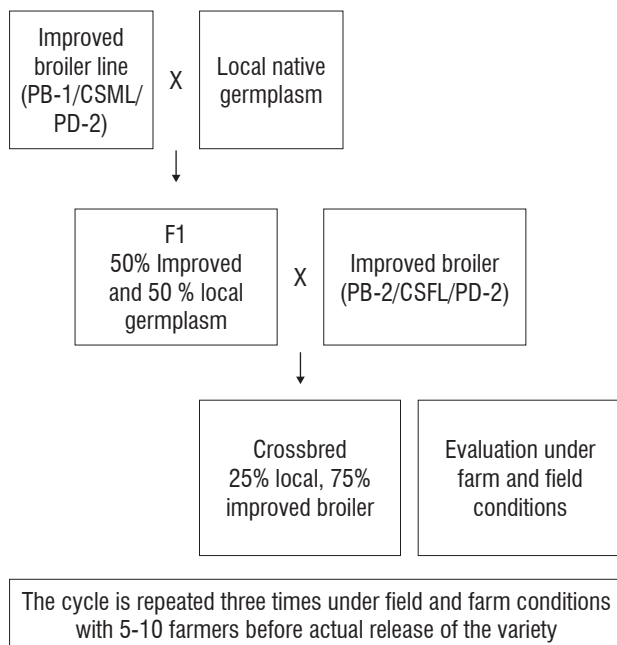 Improved
broiler line
(PB-1/CSML/
PD-2)
X
Local native
germplasm
F1
50% Improved
and 50 % local
germplasm
X
Improved broiler
(PB-2/CSFL/PD-2)
Crossbred
25% local, 75%
improved broiler
Evaluation under
farm and field
conditions
The cycle is repeated three times under field and farm conditions
with 5-10 farmers before actual release of the variety